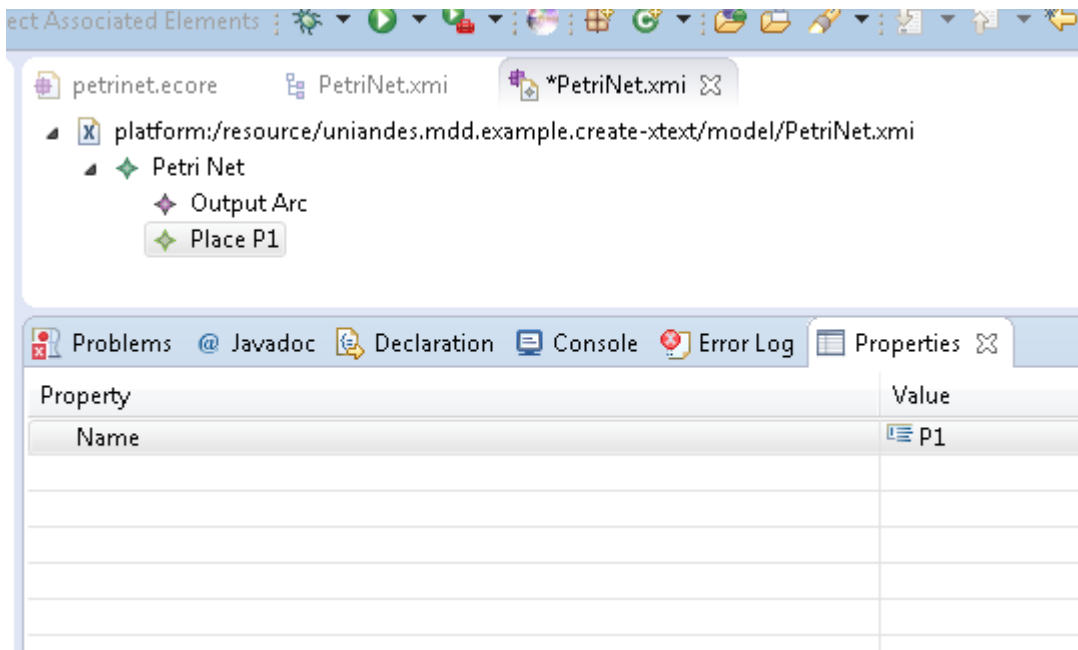 ect Associated Elements
petrinet.ecore PetriNet.xmi *PetriNet.xmi
platform:/resource/uniandes.mdd.example.create-xtext/model/PetriNet.xmi
Petri Net
Output Arc
Place P1
Problems @ Javadoc Declaration Console Error Log Properties
Property Value
Name P1